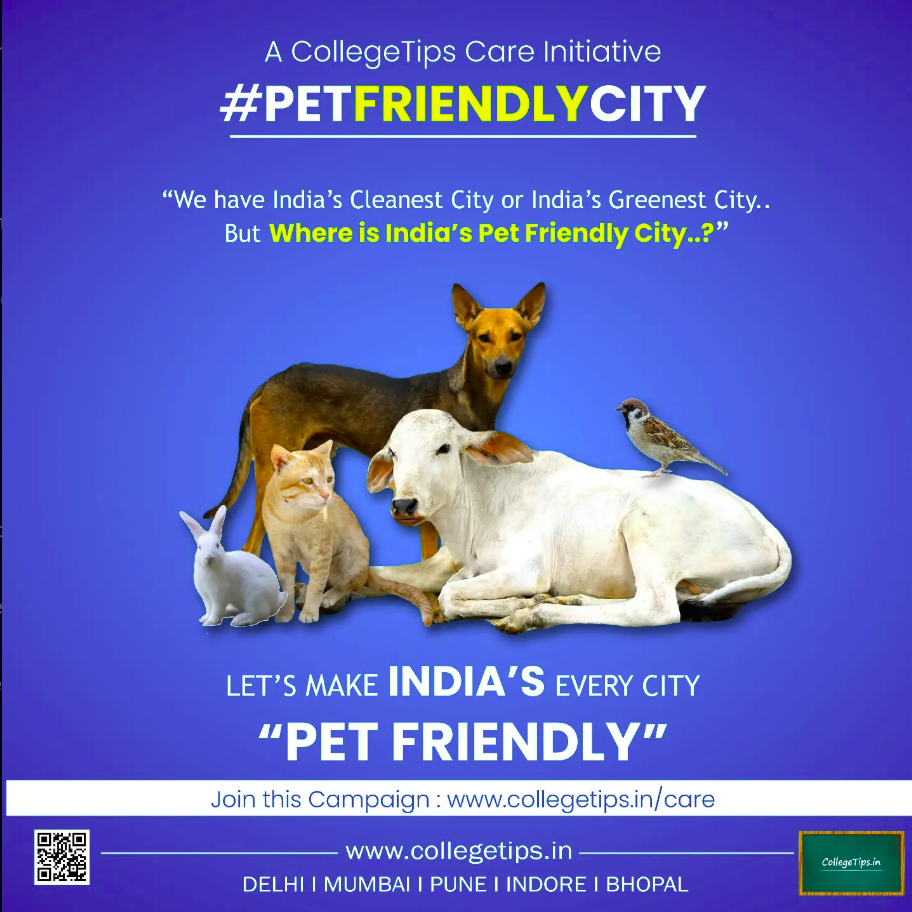 A CollegeTips Care Initiative
#PETFRIENDLYCITY
“We have India’s Cleanest City or India’s Greenest City..
But Where is India’s Pet Friendly City..?”
LET’S MAKE INDIA’S EVERY CITY
“PET FRIENDLY”
Join this Campaign : www.collegetips.in/care
www.collegetips.in
CollegeTips.in
DELHI I MUMBAI I PUNE I INDORE I BHOPAL